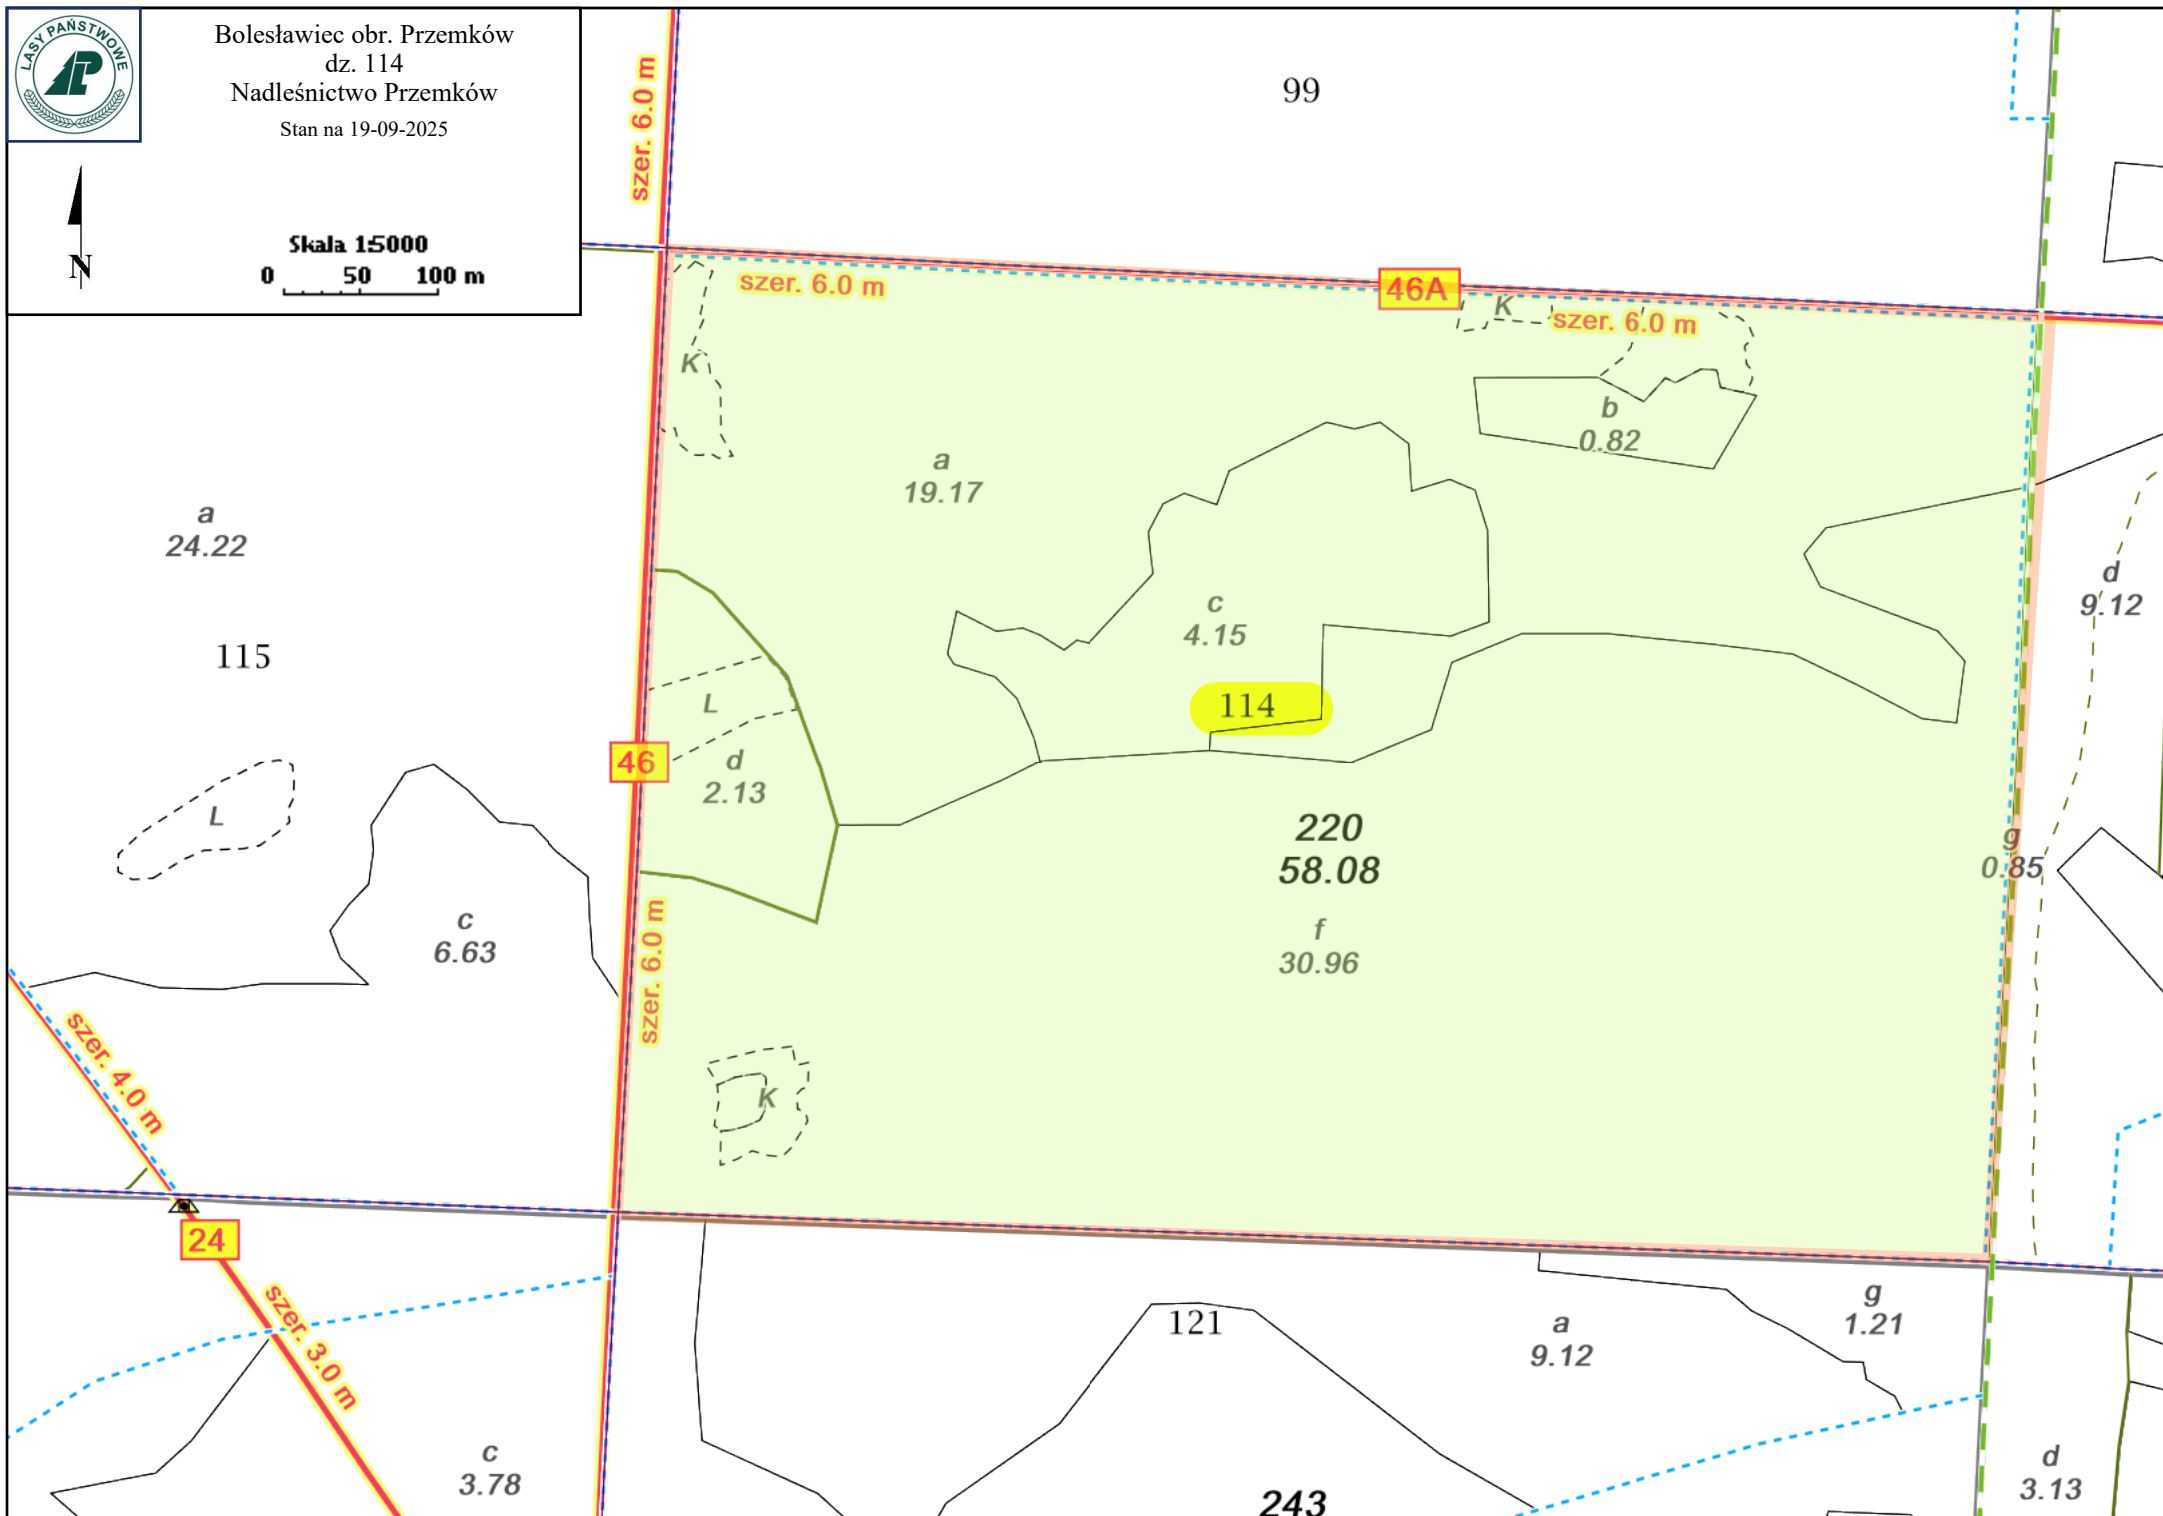 LASY PAŃSTWOWE
Bolesławiec obr. Przemków
dz. 114
Nadleśnictwo Przemków
Stan na 19-09-2025
N
Skala 1:5000
0 50 100 m
szer. 6.0 m
99
szer. 6.0 m
46A
K
szer. 6.0 m
K
b
0.82
a
19.17
a
24.22
d
9.12
c
4.15
115
L
114
46
d
2.13
L
220
58.08
g
0.85
c
6.63
szer. 6.0 m
f
30.96
szer. 4.0 m
K
24
szer. 3.0 m
121
a
9.12
g
1.21
c
3.78
243
d
3.13